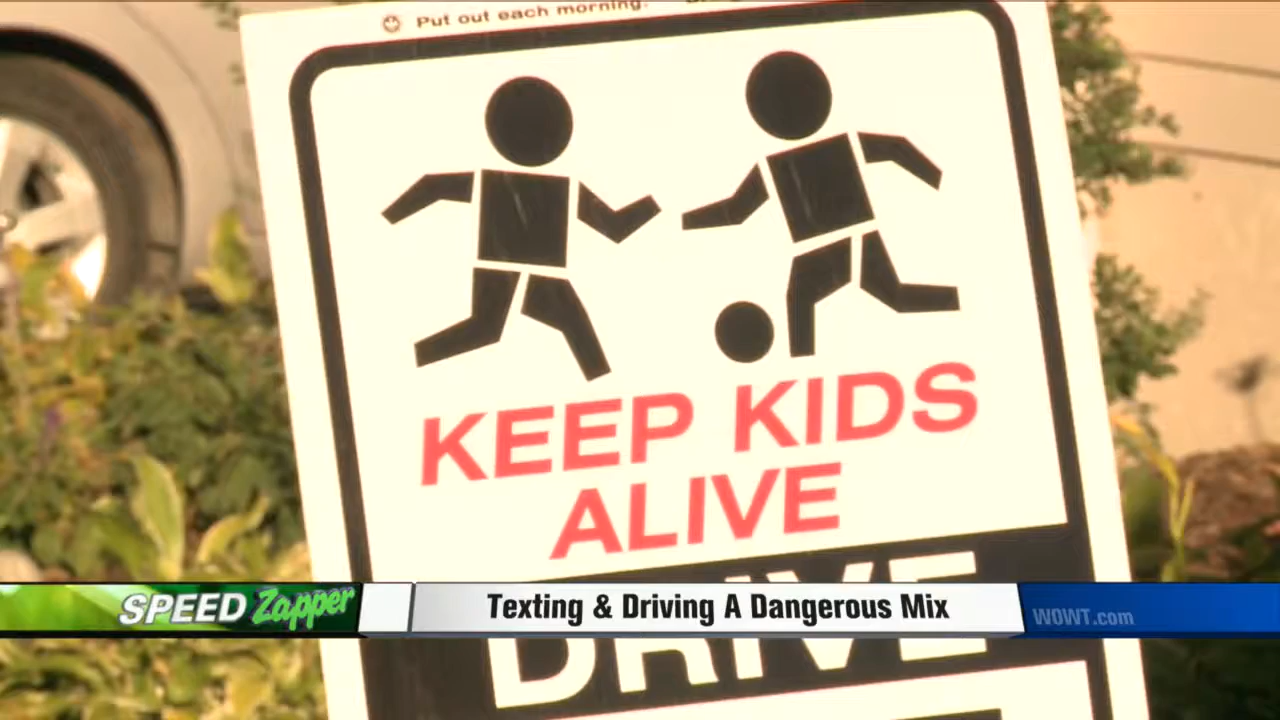 Put out each morning.
KEEP KIDS
ALIVE
DRIVE
SPEED Zapper
Texting & Driving A Dangerous Mix
WOWT.com